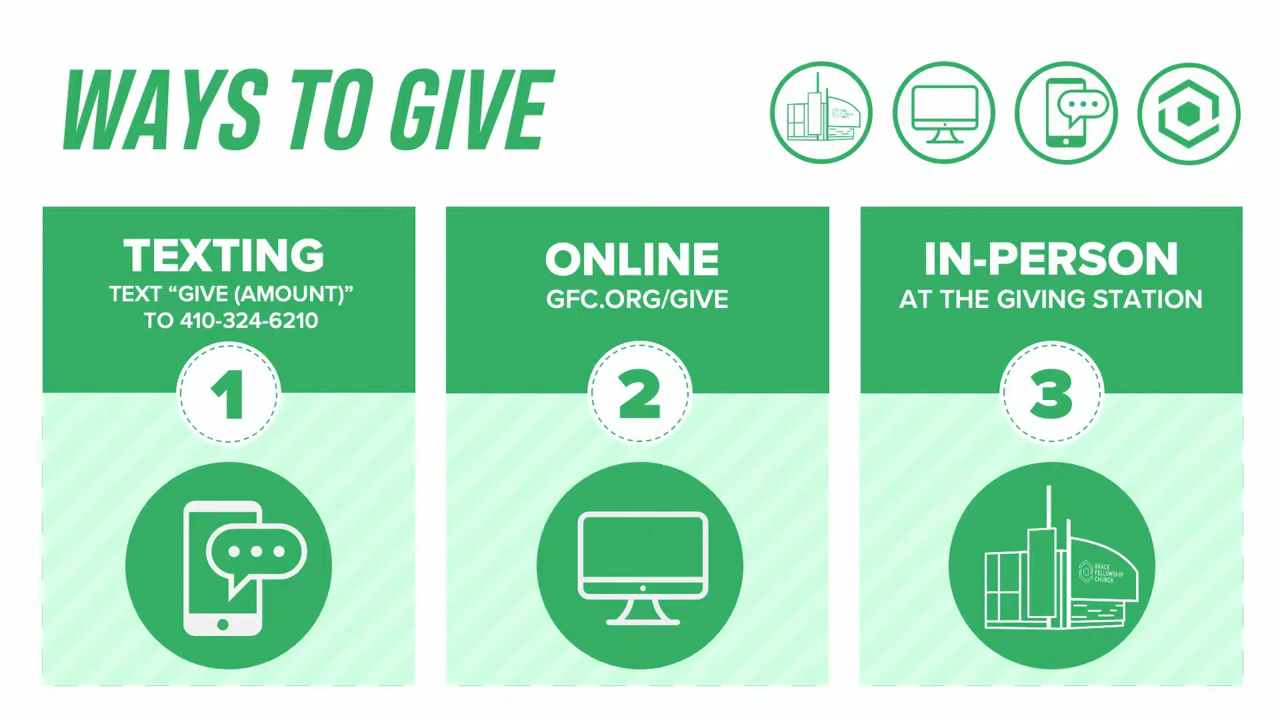 WAYS TO GIVE
TEXTING
TEXT “GIVE (AMOUNT)”
TO 410-324-6210
1
ONLINE
GFC.ORG/GIVE
2
IN-PERSON
AT THE GIVING STATION
3
GRACE
FELLOWSHIP
CHURCH